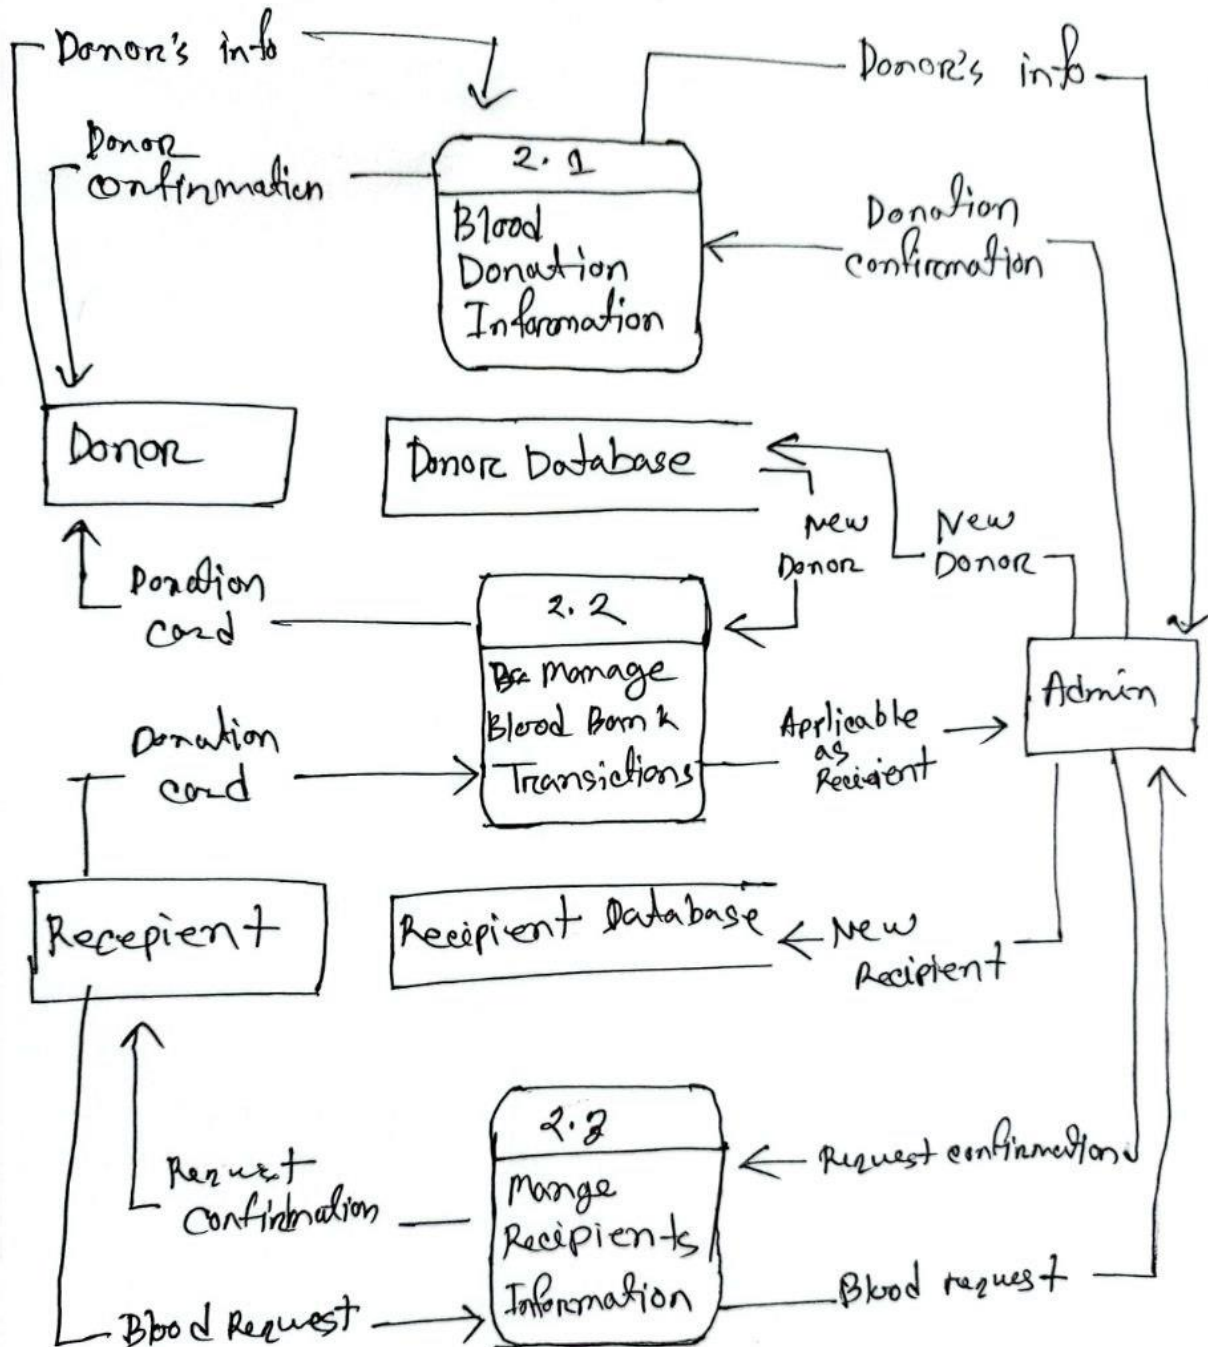 Donor's info
Donor's info
Donor
confinmation
2.1
Blood
Donation
Information
Donation
confirmation
Donor
Donor Database
New
Donor
New
Donor
Donation
card
2.2
Manage
Blood Bank
Transictions
Admin
Donation
card
Applicable
as
Recipient
Recepient
Recipient Database
New
Recipient
2.3
Mange
Recipients
Information
Request confirmation
Request
Confirmation
Blood request
Blood Request